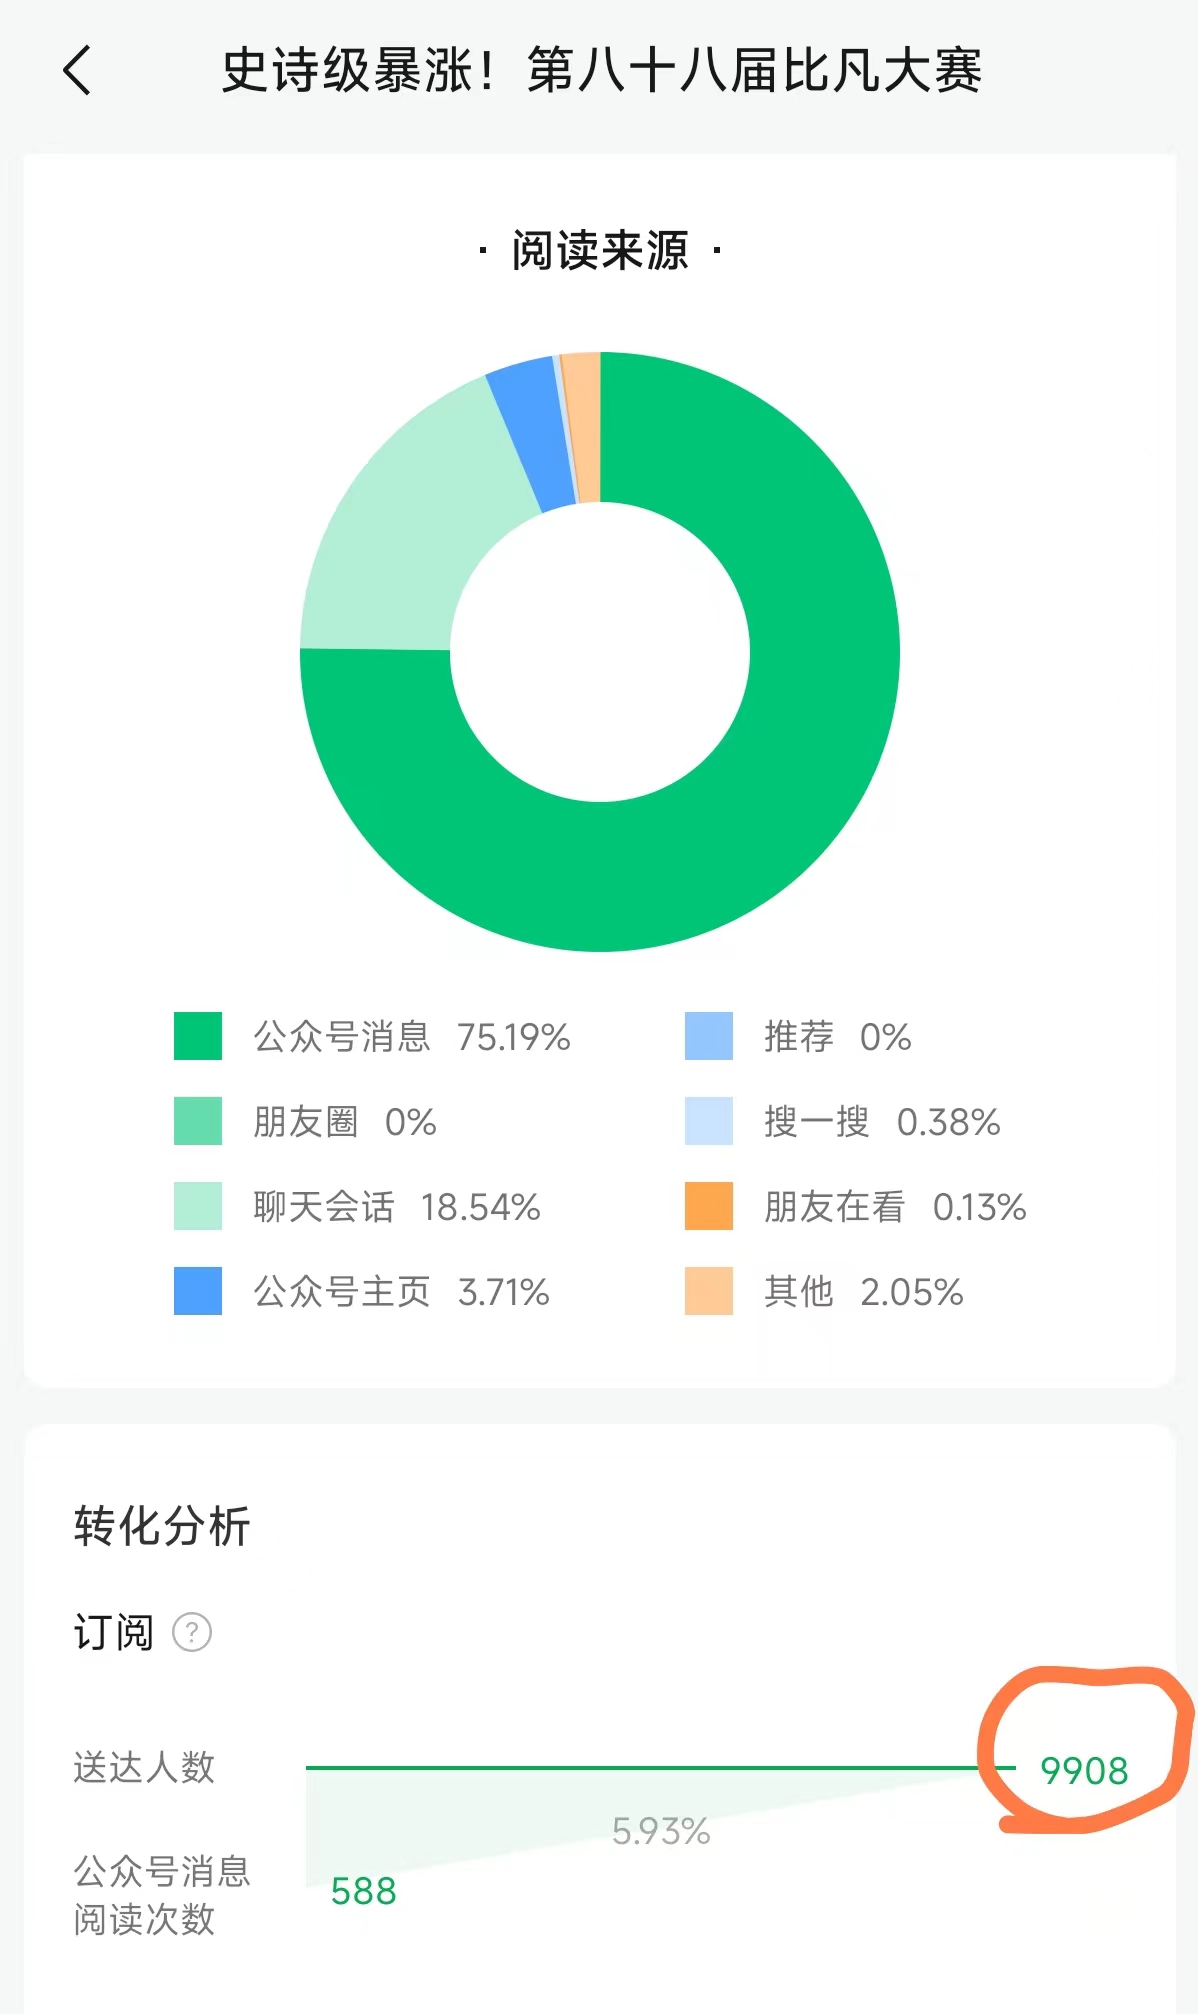 史诗级暴涨！第八十八届比凡大赛
· 阅读来源 ·
公众号消息 75.19%
推荐 0%
朋友圈 0%
搜一搜 0.38%
聊天会话 18.54%
朋友在看 0.13%
公众号主页 3.71%
其他 2.05%
转化分析
订阅 ?
送达人数
9908
5.93%
公众号消息
阅读次数
588